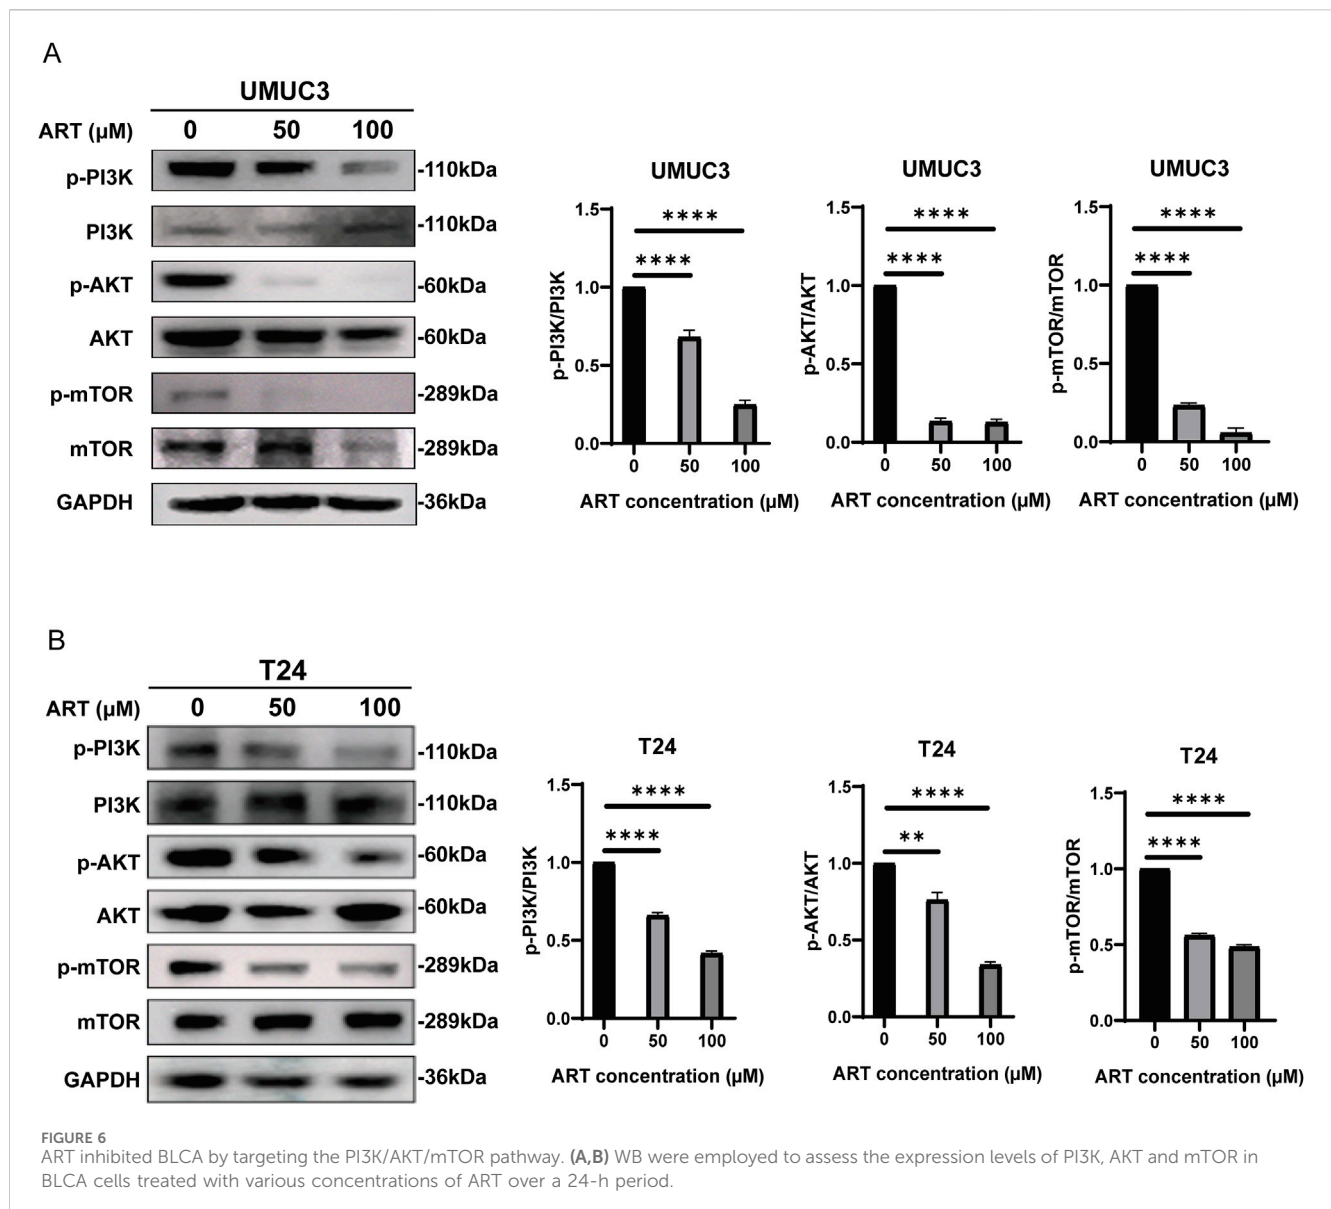 A
UMUC3
ART (μM) 0 50 100
p-PI3K -110kDa
PI3K -110kDa
p-AKT -60kDa
AKT -60kDa
p-mTOR -289kDa
mTOR -289kDa
GAPDH -36kDa
UMUC3
p-PI3K/PI3K
1.5
1.0
0.5
0.0
****
****
0 50 100
ART concentration (μM)
UMUC3
p-AKT/AKT
1.5
1.0
0.5
0.0
****
****
0 50 100
ART concentration (μM)
UMUC3
p-mTOR/mTOR
1.5
1.0
0.5
0.0
****
****
0 50 100
ART concentration (μM)
B
T24
ART (μM) 0 50 100
p-PI3K -110kDa
PI3K -110kDa
p-AKT -60kDa
AKT -60kDa
p-mTOR -289kDa
mTOR -289kDa
GAPDH -36kDa
T24
p-PI3K/PI3K
1.5
1.0
0.5
0.0
****
****
0 50 100
ART concentration (μM)
T24
p-AKT/AKT
1.5
1.0
0.5
0.0
****
**
0 50 100
ART concentration (μM)
T24
p-mTOR/mTOR
1.5
1.0
0.5
0.0
****
****
0 50 100
ART concentration (μM)
FIGURE 6
ART inhibited BLCA by targeting the PI3K/AKT/mTOR pathway. (A,B) WB were employed to assess the expression levels of PI3K, AKT and mTOR in
BLCA cells treated with various concentrations of ART over a 24-h period.